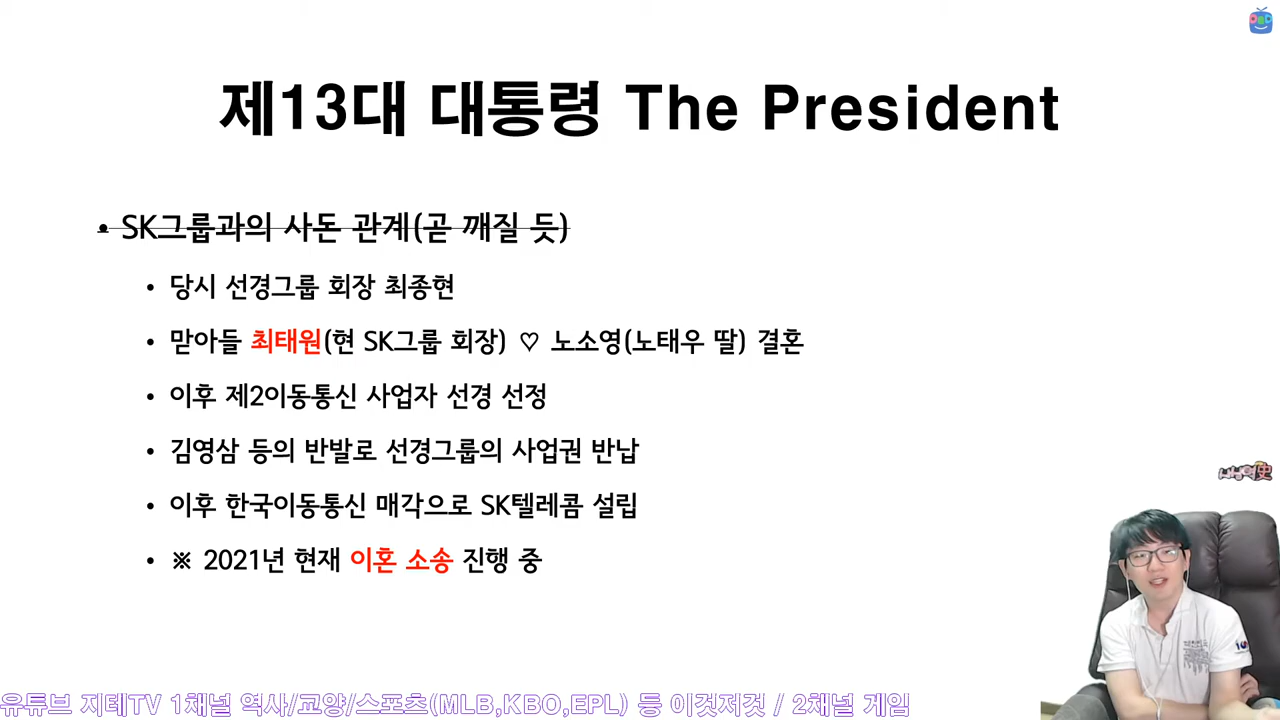 제13대 대통령 The President
• SK그룹과의 사돈 관계(곧 깨질 듯)
• 당시 선경그룹 회장 최종현
• 맏아들 최태원(현 SK그룹 회장) ♡ 노소영(노태우 딸) 결혼
• 이후 제2이동통신 사업자 선경 선정
• 김영삼 등의 반발로 선경그룹의 사업권 반납
• 이후 한국이동통신 매각으로 SK텔레콤 설립
• ※ 2021년 현재 이혼 소송 진행 중
유튜브 지테TV 1채널 역사/교양/스포츠(MLB,KBO,EPL) 등 이것저것 / 2채널 게임